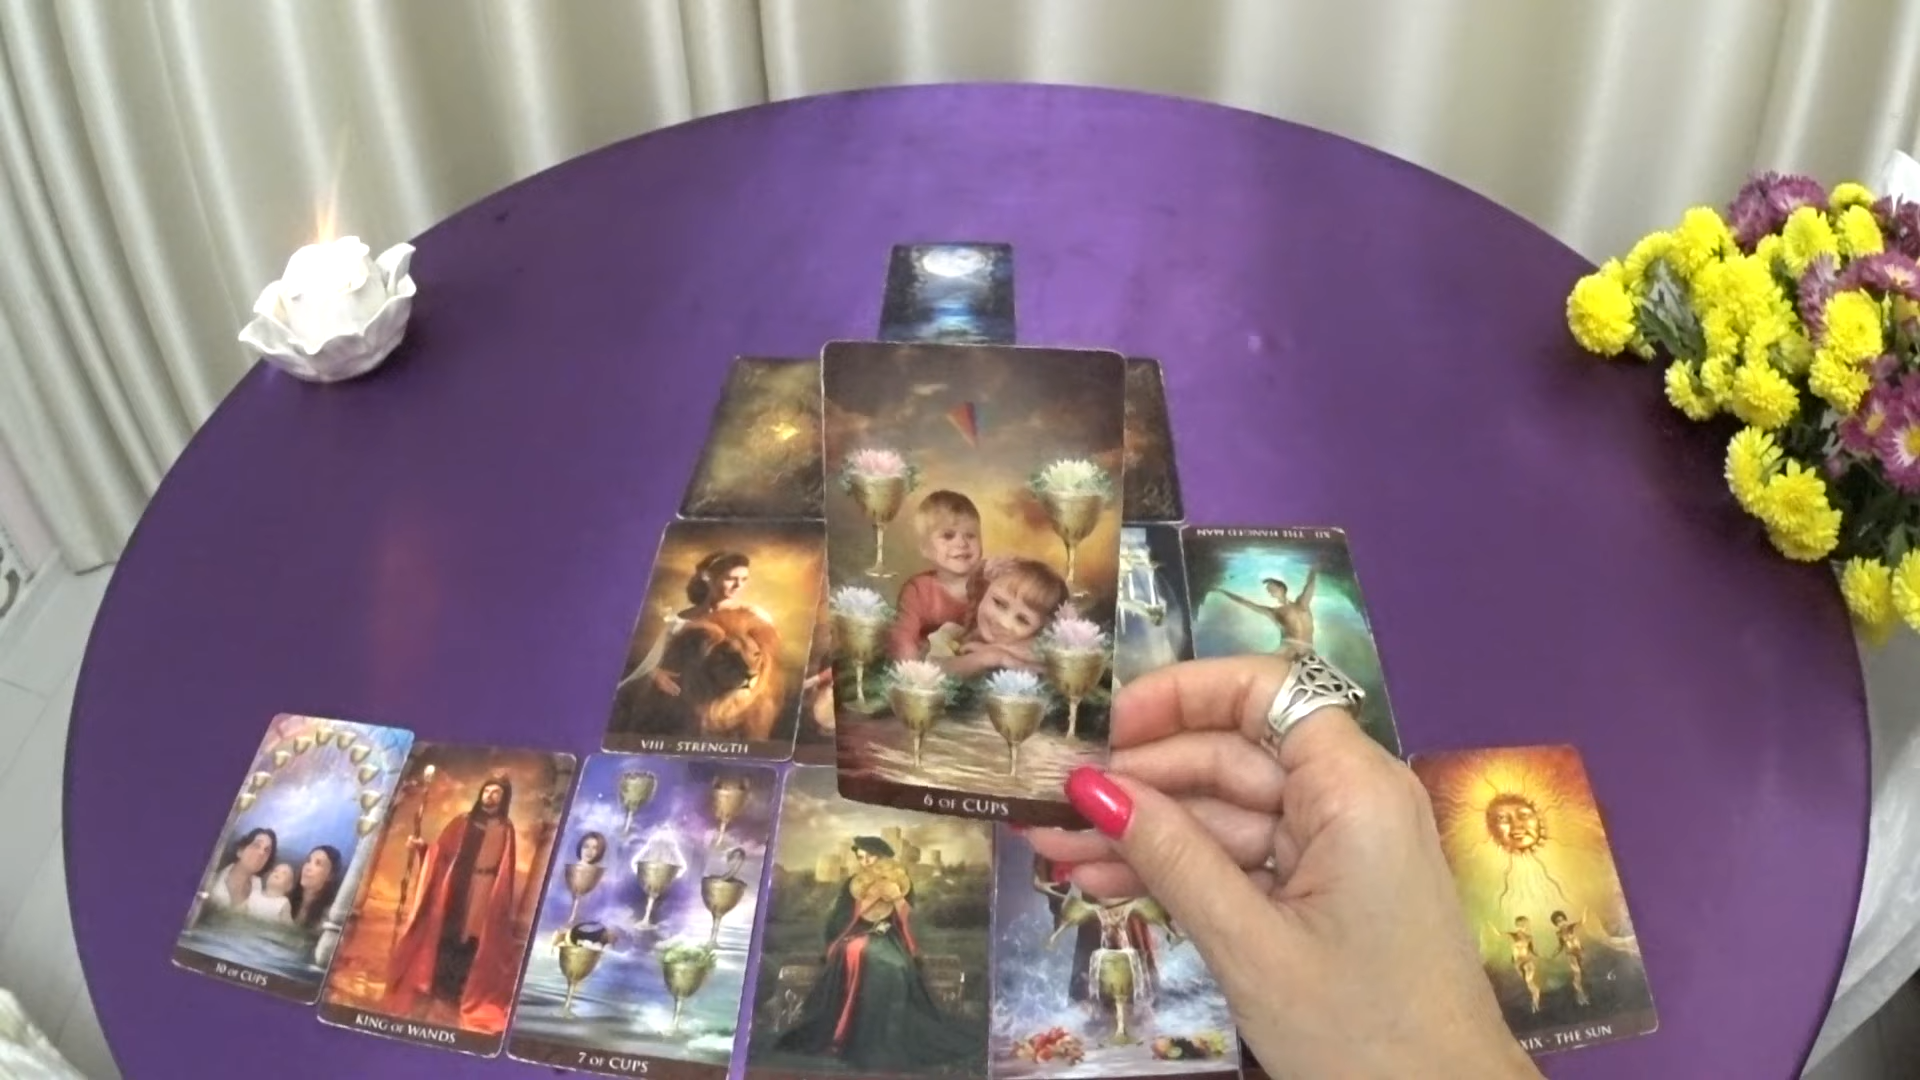 XII · THE HANGED MAN
VIII · STRENGTH
6 OF CUPS
10 OF CUPS
KING OF WANDS
7 OF CUPS
XIX · THE SUN